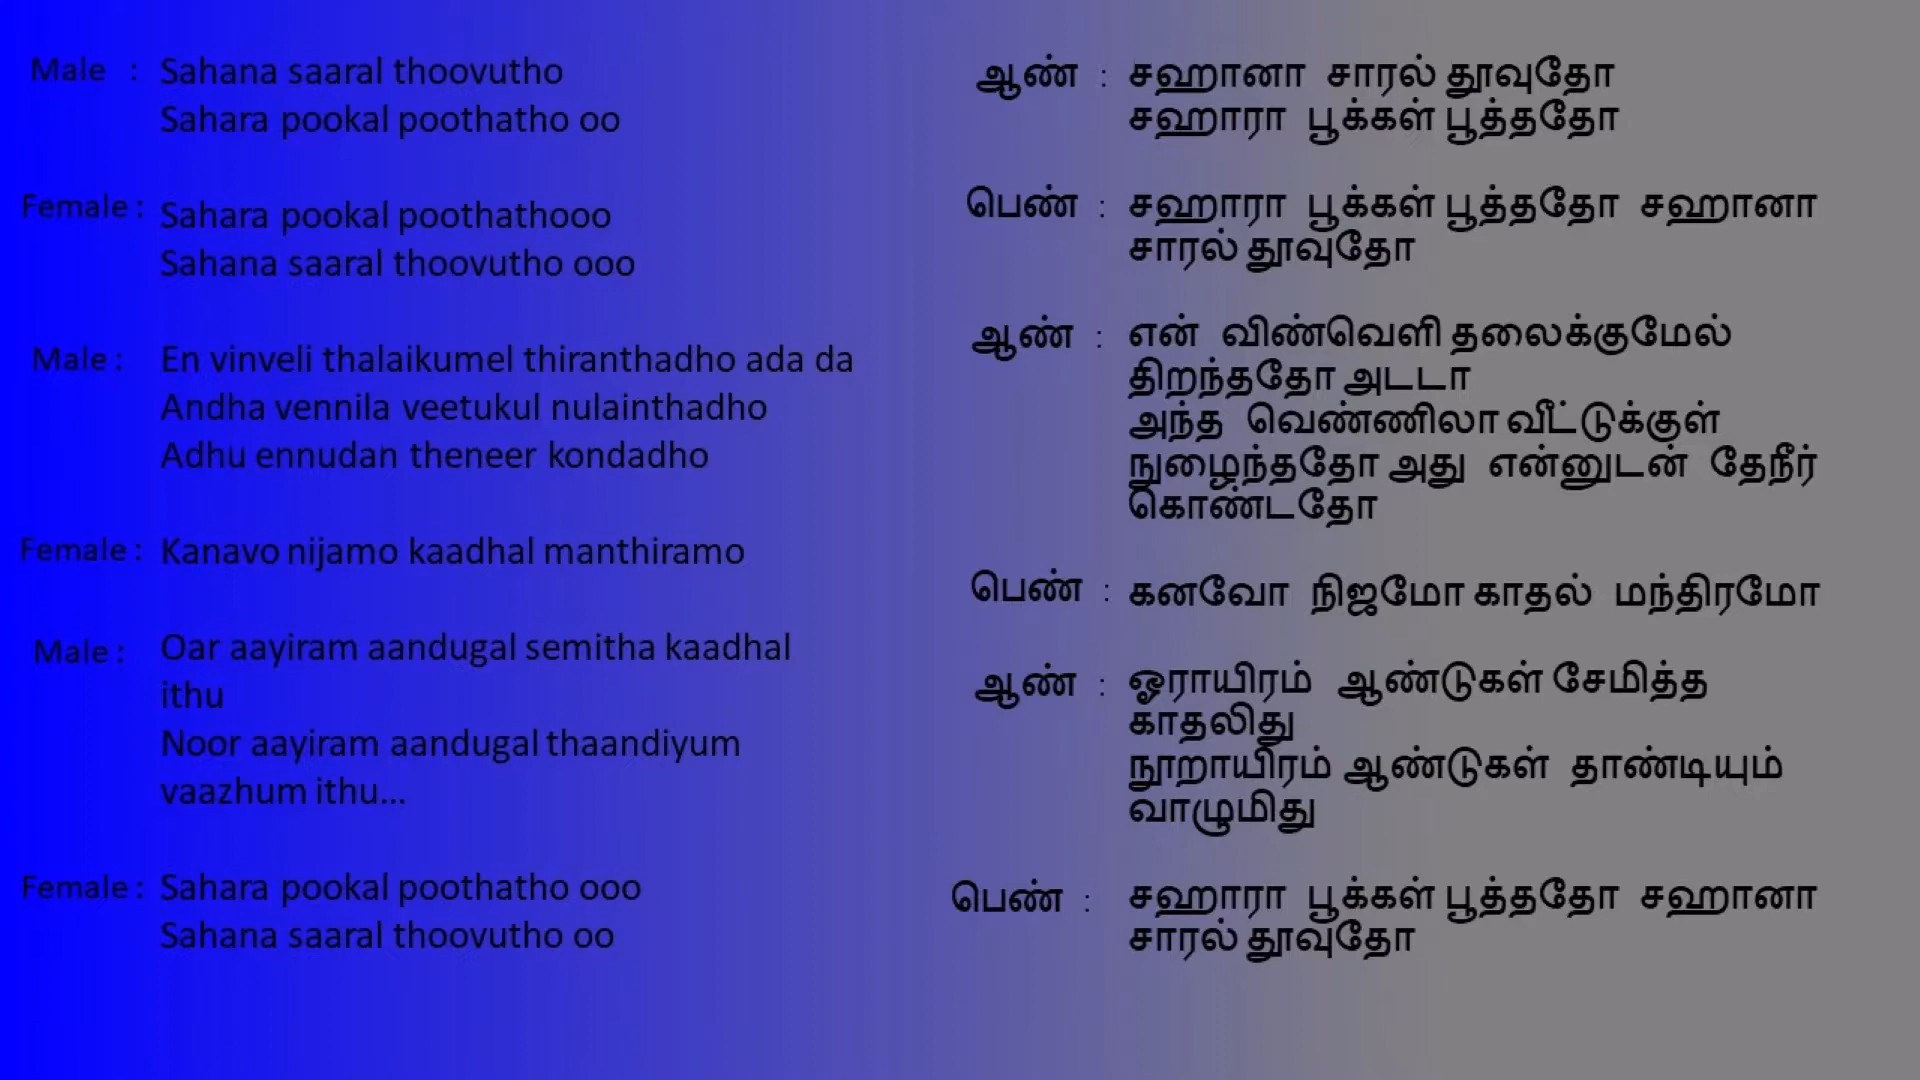 Male : Sahana saaral thoovutho
Sahara pookal poothatho oo
Female : Sahara pookal poothathooo
Sahana saaral thoovutho ooo
Male : En vinveli thalaikumel thiranthadho ada da
Andha vennila veetukul nulainthadho
Adhu ennudan theneer kondadho
Female : Kanavo nijamo kaadhal manthiramo
Male : Oar aayiram aandugal semitha kaadhal
ithu
Noor aayiram aandugal thaandiyum
vaazhum ithu...
Female : Sahara pookal poothatho ooo
Sahana saaral thoovutho oo
ஆண் : சஹானா சாரல் தூவுதோ
சஹாரா பூக்கள் பூத்ததோ
பெண் : சஹாரா பூக்கள் பூத்ததோ சஹானா
சாரல் தூவுதோ
ஆண் : என் விண்வெளி தலைக்குமேல்
திறந்ததோ அடடா
அந்த வெண்ணிலா வீட்டுக்குள்
நுழைந்ததோ அது என்னுடன் தேநீர்
கொண்டதோ
பெண் : கனவோ நிஜமோ காதல் மந்திரமோ
ஆண் : ஓராயிரம் ஆண்டுகள் சேமித்த
காதலிது
நூறாயிரம் ஆண்டுகள் தாண்டியும்
வாழுமிது
பெண் : சஹாரா பூக்கள் பூத்ததோ சஹானா
சாரல் தூவுதோ